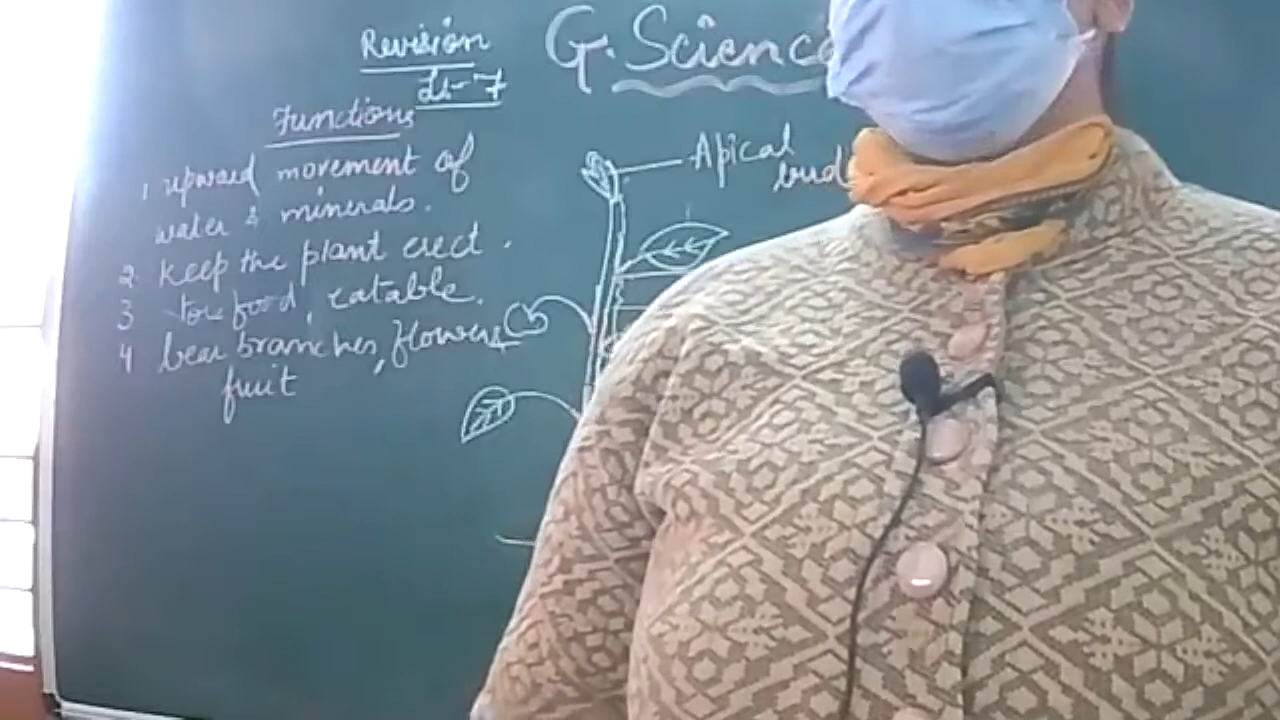 Revision
G. Science
Ls-7
Functions
1 upward movement of
water & minerals.
2 Keep the plant erect.
3 food, eatable.
4 bear branches, flowers
fruit
Apical
bud